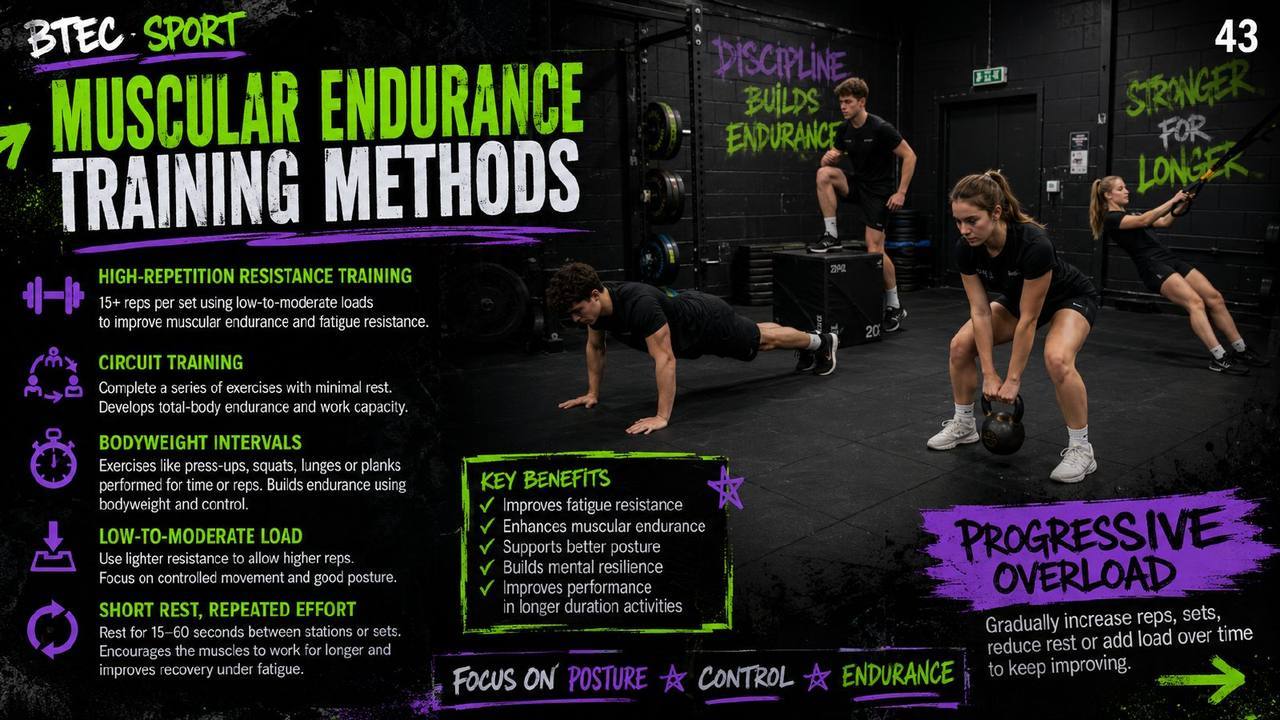 BTEC · SPORT
43
MUSCULAR ENDURANCE
TRAINING METHODS
DISCIPLINE
BUILDS
ENDURANCE
STRONGER
FOR
LONGER
HIGH-REPETITION RESISTANCE TRAINING
15+ reps per set using low-to-moderate loads
to improve muscular endurance and fatigue resistance.
CIRCUIT TRAINING
Complete a series of exercises with minimal rest.
Develops total-body endurance and work capacity.
BODYWEIGHT INTERVALS
Exercises like press-ups, squats, lunges or planks
performed for time or reps. Builds endurance using
bodyweight and control.
LOW-TO-MODERATE LOAD
Use lighter resistance to allow higher reps.
Focus on controlled movement and good posture.
SHORT REST, REPEATED EFFORT
Rest for 15–60 seconds between stations or sets.
Encourages the muscles to work for longer and
improves recovery under fatigue.
KEY BENEFITS
✓ Improves fatigue resistance
✓ Enhances muscular endurance
✓ Supports better posture
✓ Builds mental resilience
✓ Improves performance
in longer duration activities
PROGRESSIVE
OVERLOAD
Gradually increase reps, sets,
reduce rest or add load over time
to keep improving.
FOCUS ON POSTURE ☆ CONTROL ☆ ENDURANCE